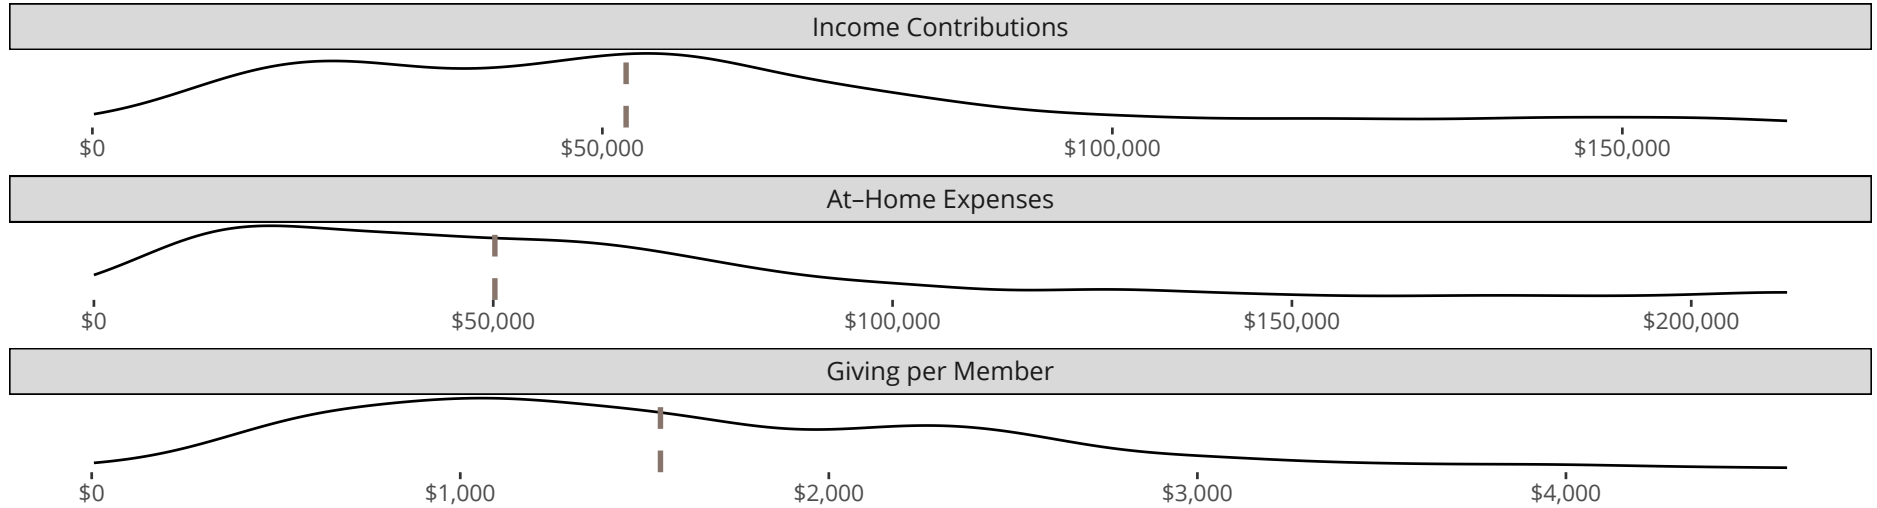 Income Contributions
$0 $50,000 $100,000 $150,000
At–Home Expenses
$0 $50,000 $100,000 $150,000 $200,000
Giving per Member
$0 $1,000 $2,000 $3,000 $4,000